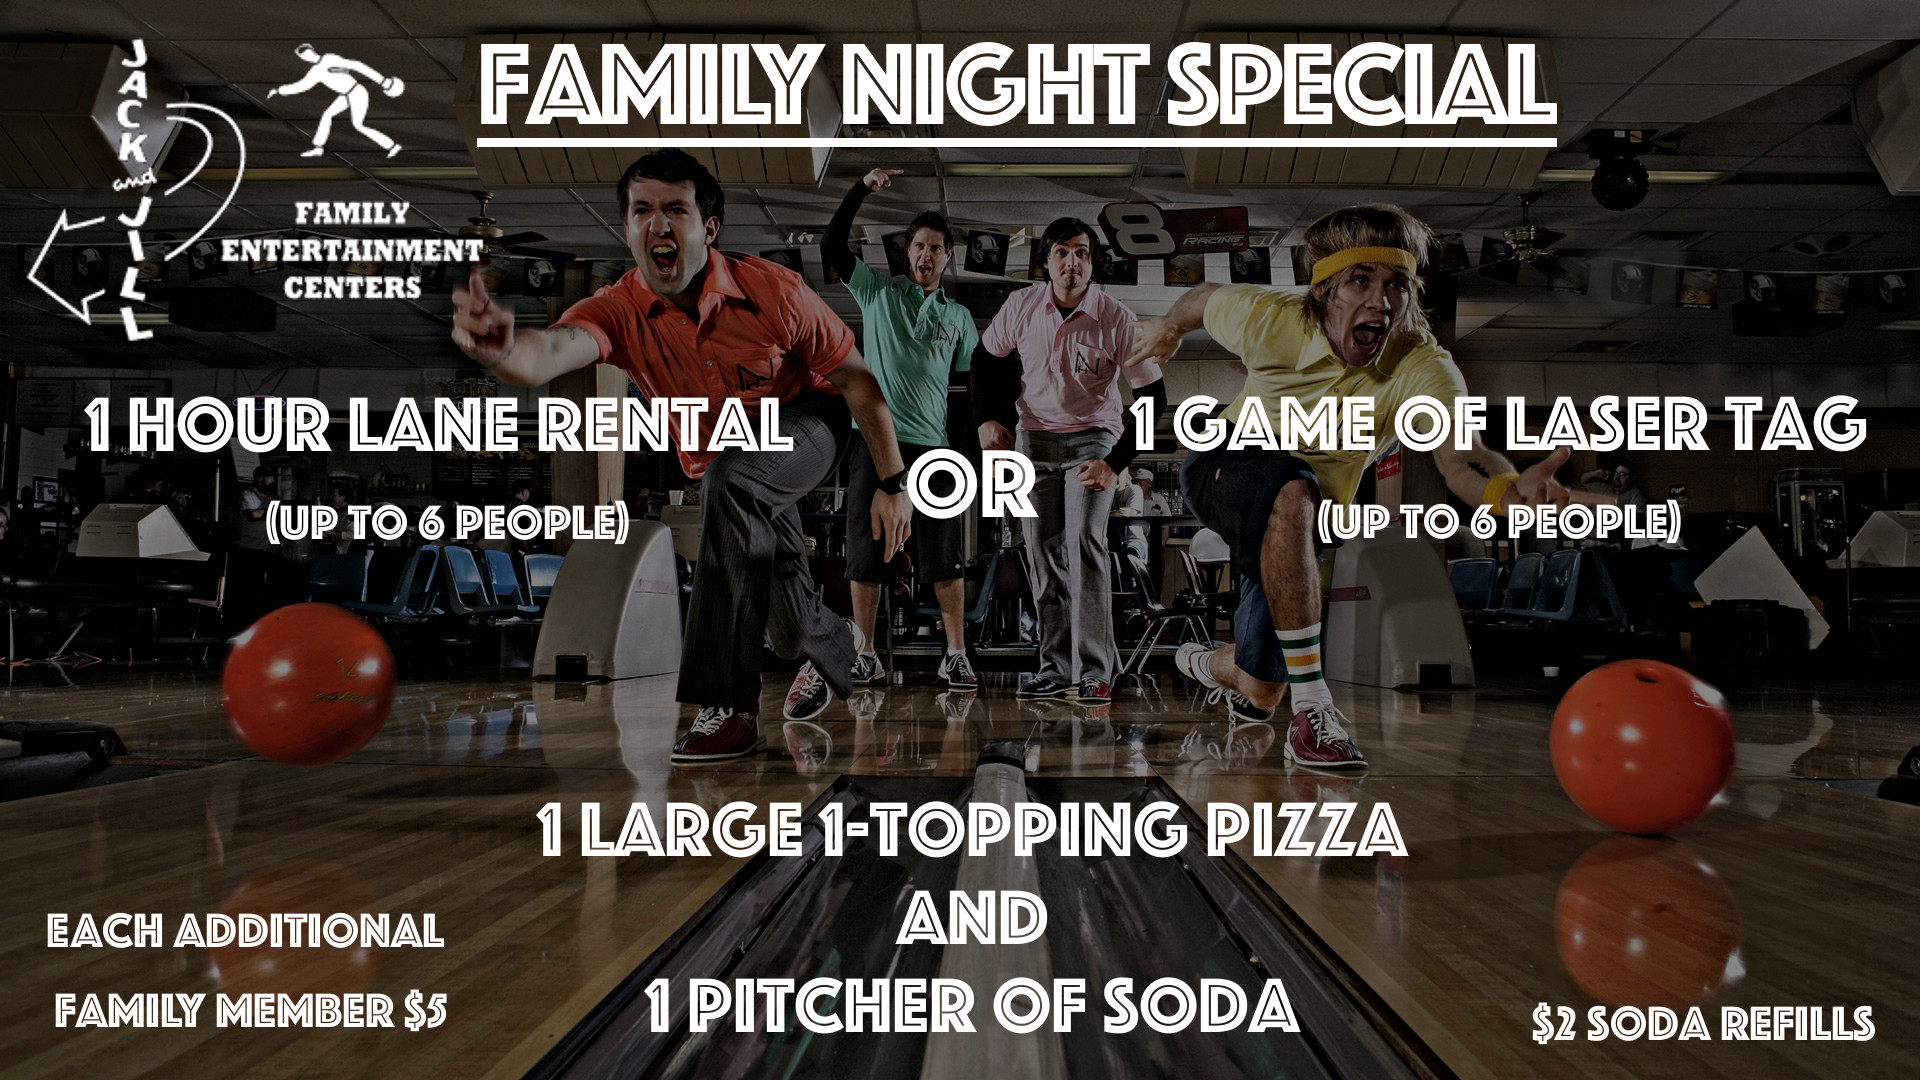 JACK
and
JILL
FAMILY
ENTERTAINMENT
CENTERS
FAMILY NIGHT SPECIAL
8
RACING
1 HOUR LANE RENTAL
(UP TO 6 PEOPLE)
OR
1 GAME OF LASER TAG
(UP TO 6 PEOPLE)
1 LARGE 1-TOPPING PIZZA
AND
1 PITCHER OF SODA
EACH ADDITIONAL
FAMILY MEMBER $5
$2 SODA REFILLS